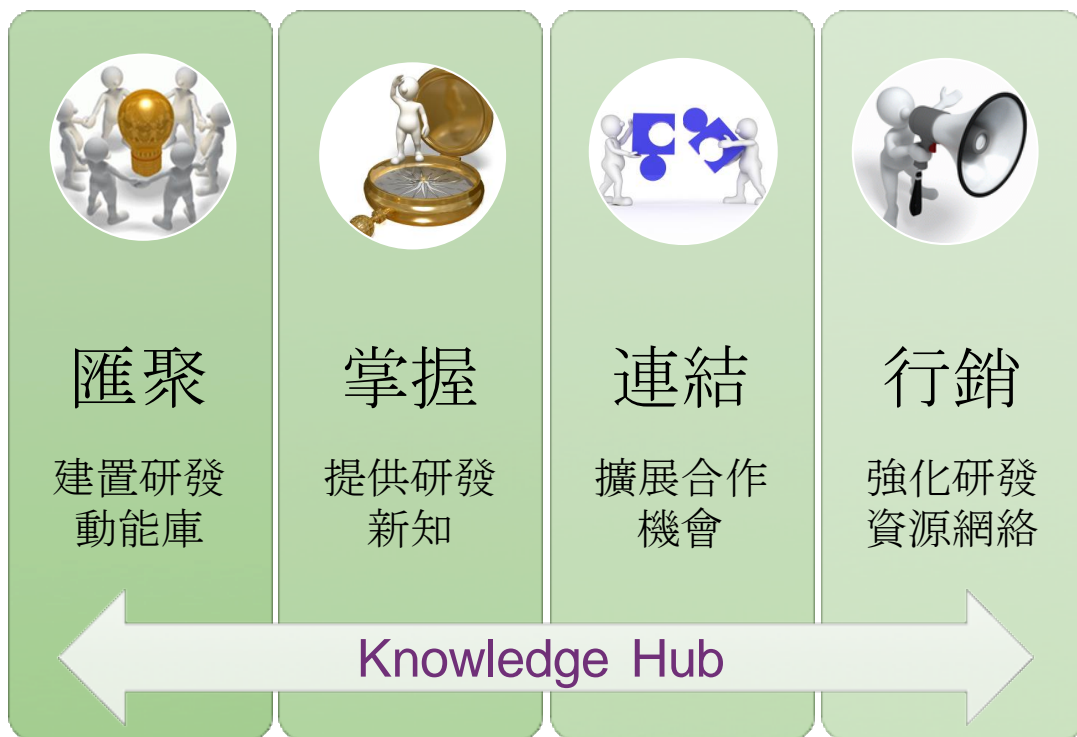 匯聚
建置研發
動能庫
掌握
提供研發
新知
連結
擴展合作
機會
行銷
強化研發
資源網絡
Knowledge Hub